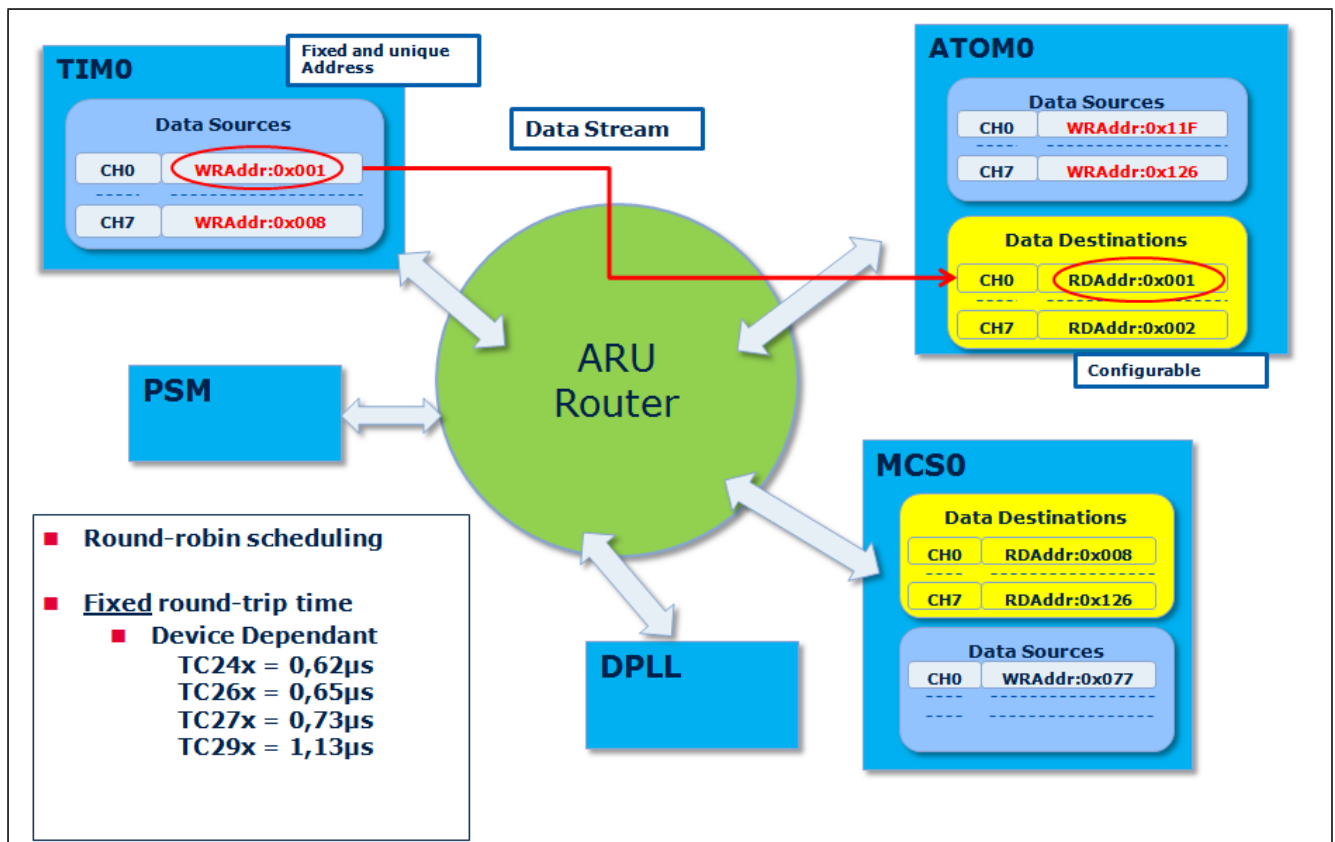 TIM0
Fixed and unique
Address
Data Sources
CH0 WRAddr:0x001
CH7 WRAddr:0x008
Data Stream
ATOM0
Data Sources
CH0 WRAddr:0x11F
CH7 WRAddr:0x126
Data Destinations
CH0 RDAddr:0x001
CH7 RDAddr:0x002
Configurable
ARU
Router
PSM
MCS0
Data Destinations
CH0 RDAddr:0x008
CH7 RDAddr:0x126
Data Sources
CH0 WRAddr:0x077
DPLL
Round-robin scheduling
Fixed round-trip time
Device Dependant
TC24x = 0,62µs
TC26x = 0,65µs
TC27x = 0,73µs
TC29x = 1,13µs